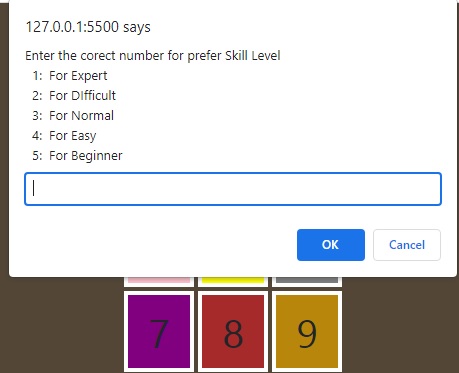 127.0.0.1:5500 says
Enter the corect number for prefer Skill Level
1: For Expert
2: For DIfficult
3: For Normal
4: For Easy
5: For Beginner
OK Cancel
7 8 9